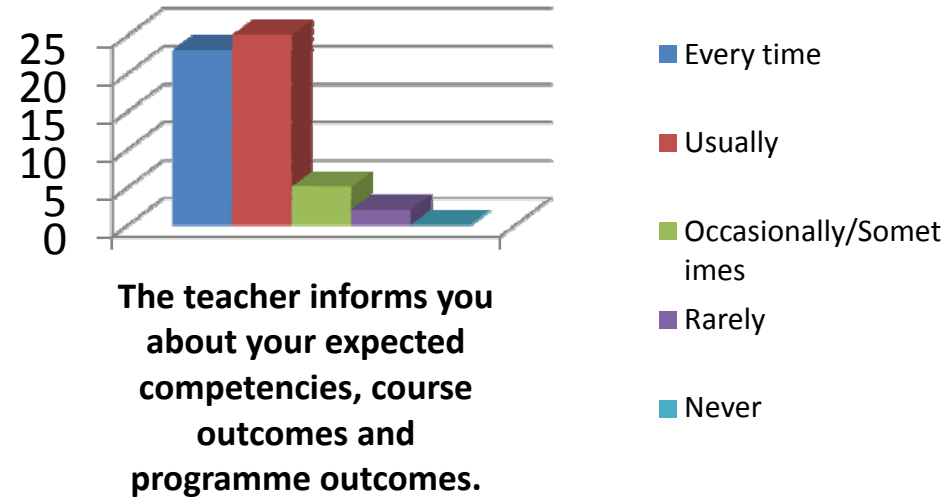 25
20
15
10
5
0
The teacher informs you
about your expected
competencies, course
outcomes and
programme outcomes.
Every time
Usually
Occasionally/Somet
imes
Rarely
Never